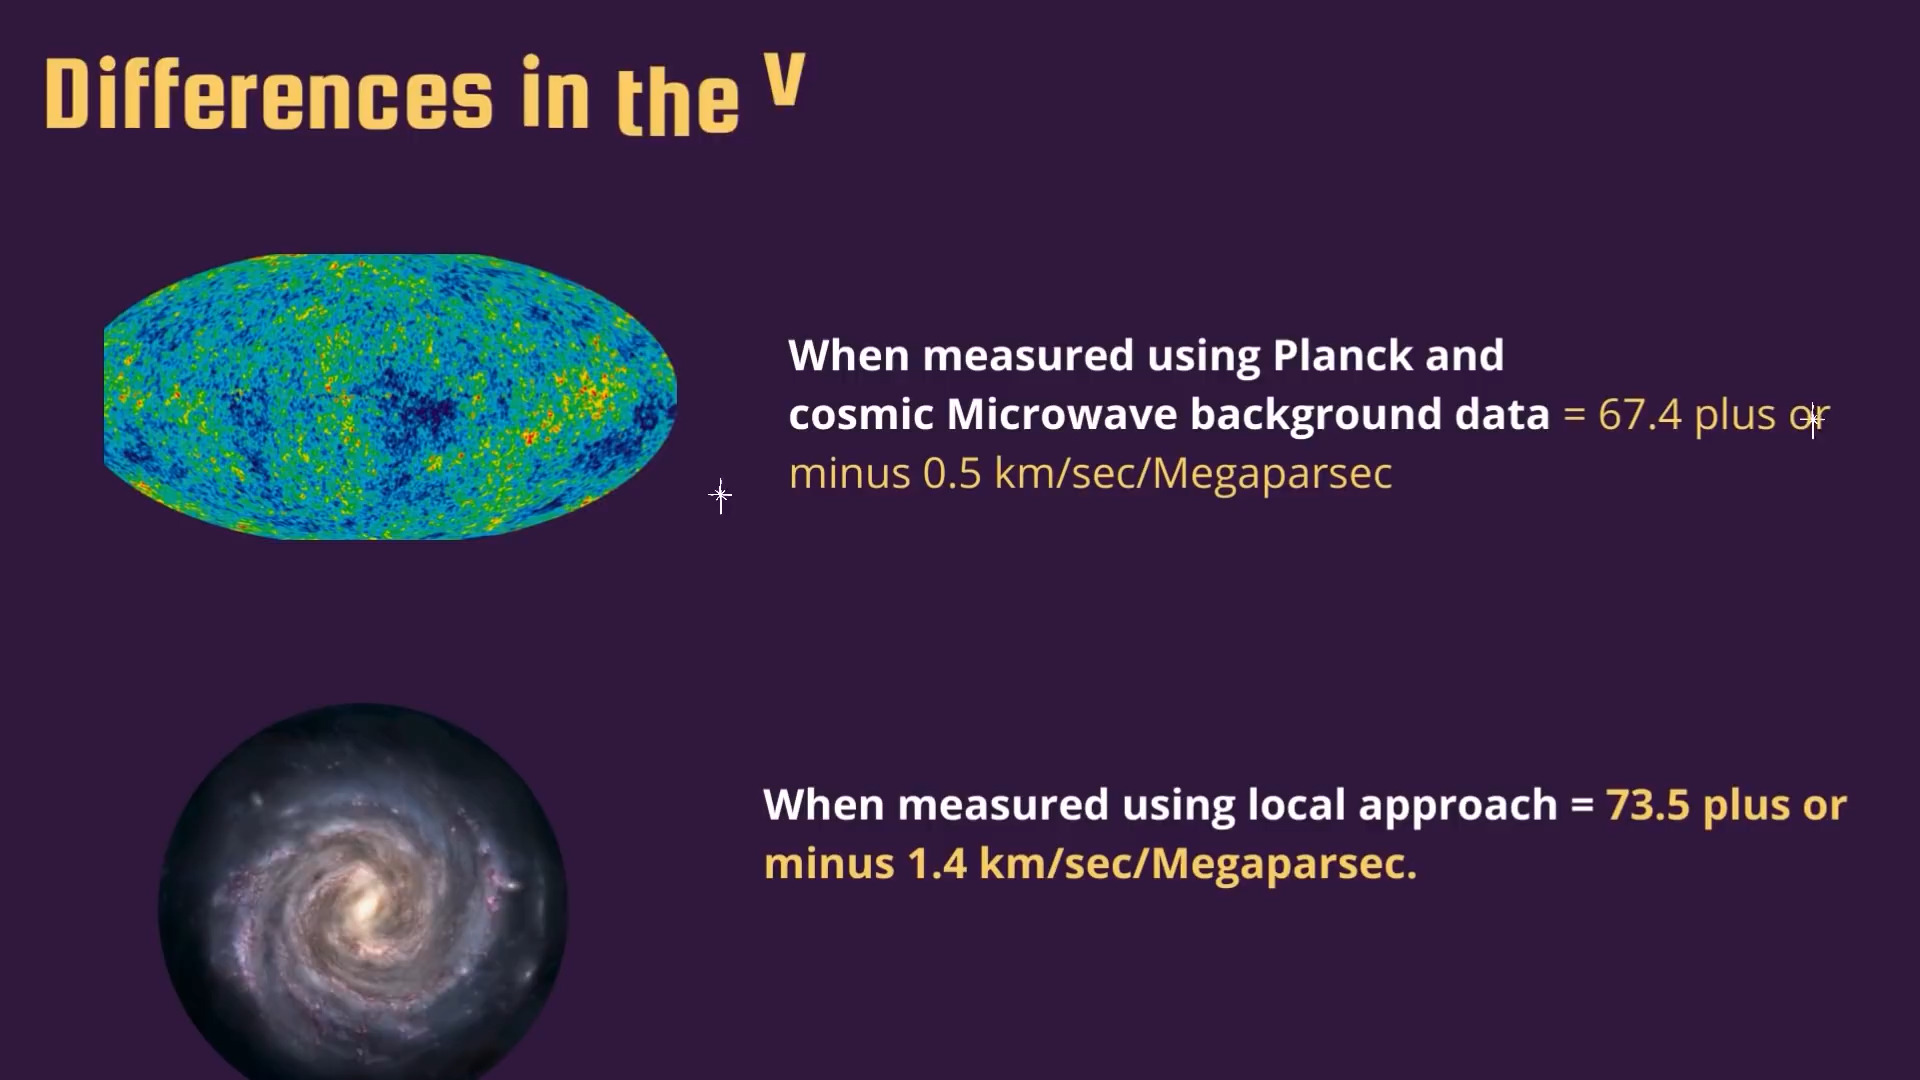 Differences in the v
When measured using Planck and
cosmic Microwave background data = 67.4 plus or
minus 0.5 km/sec/Megaparsec
When measured using local approach = 73.5 plus or
minus 1.4 km/sec/Megaparsec.